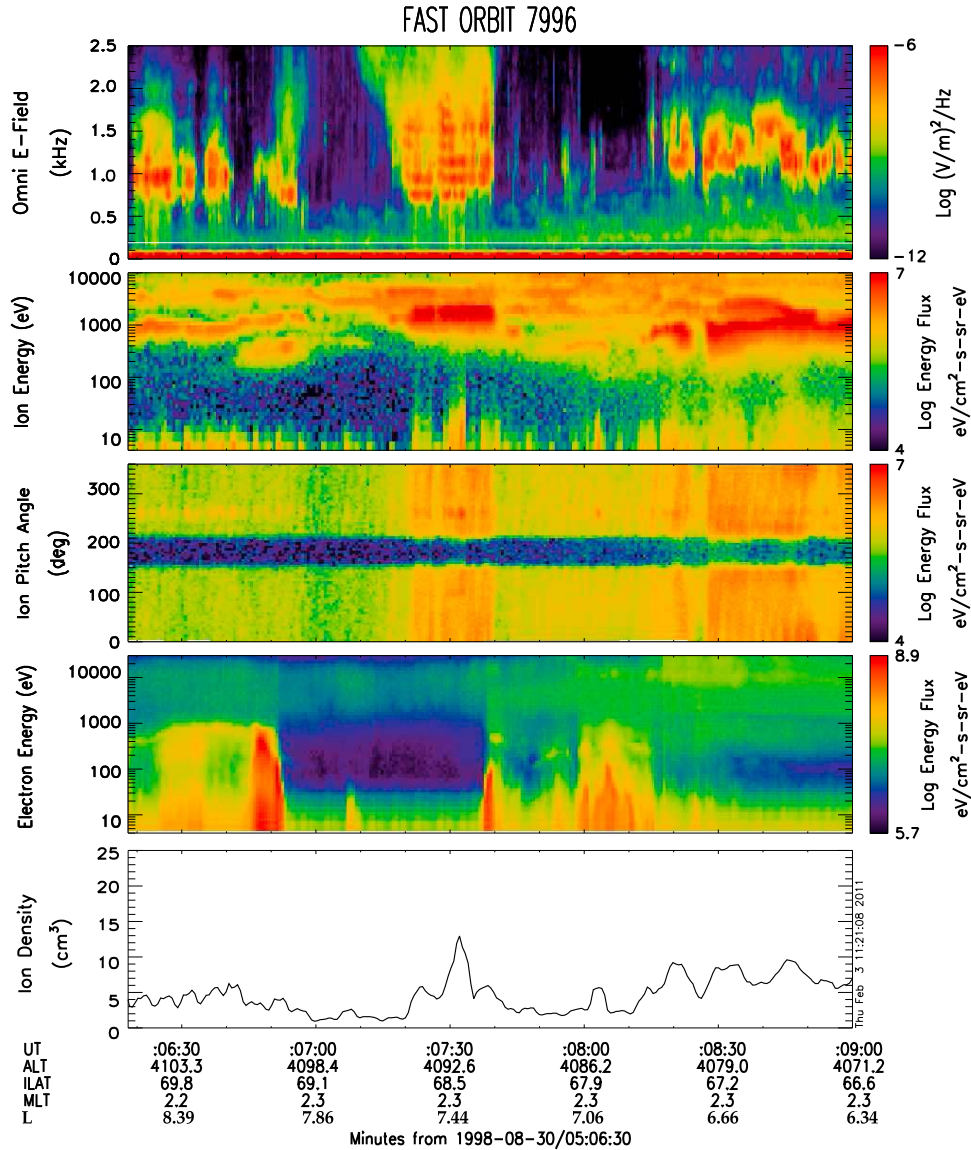 FAST ORBIT 7996
Omni E-Field
(kHz)
2.5
2.0
1.5
1.0
0.5
0
-6
-12
Log (V/m)²/Hz
Ion Energy (eV)
10000
1000
100
10
7
4
Log Energy Flux
eV/cm²-s-sr-eV
Ion Pitch Angle
(deg)
300
200
100
0
7
4
Log Energy Flux
eV/cm²-s-sr-eV
Electron Energy (eV)
10000
1000
100
10
8.9
5.7
Log Energy Flux
eV/cm²-s-sr-eV
Ion Density
(cm³)
25
20
15
10
5
0
Thu Feb 3 11:21:08 2011
UT :06:30 :07:00 :07:30 :08:00 :08:30 :09:00
ALT 4103.3 4098.4 4092.6 4086.2 4079.0 4071.2
ILAT 69.8 69.1 68.5 67.9 67.2 66.6
MLT 2.2 2.3 2.3 2.3 2.3 2.3
L 8.39 7.86 7.44 7.06 6.66 6.34
Minutes from 1998-08-30/05:06:30